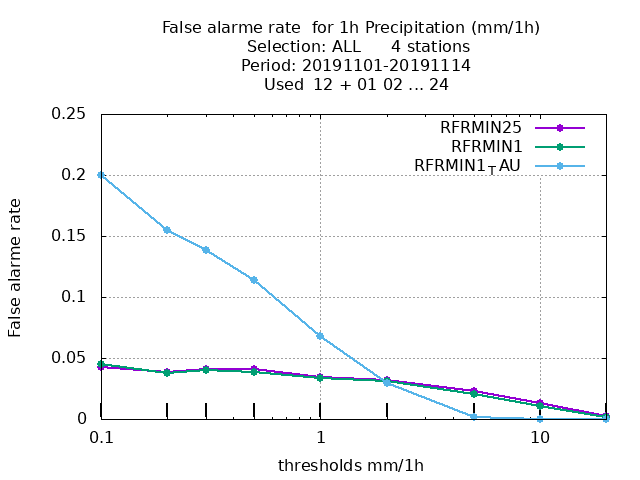 False alarme rate  for 1h Precipitation (mm/1h)
Selection: ALL      4 stations
Period: 20191101-20191114
Used  12 + 01 02 ... 24
0.25
0.2
0.15
0.1
0.05
0
False alarme rate
RFRMIN25
RFRMIN1
RFRMIN1TAU
0.1
1
10
thresholds mm/1h